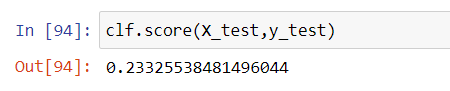 In [94]: clf.score(X_test,y_test)
Out[94]: 0.23325538481496044